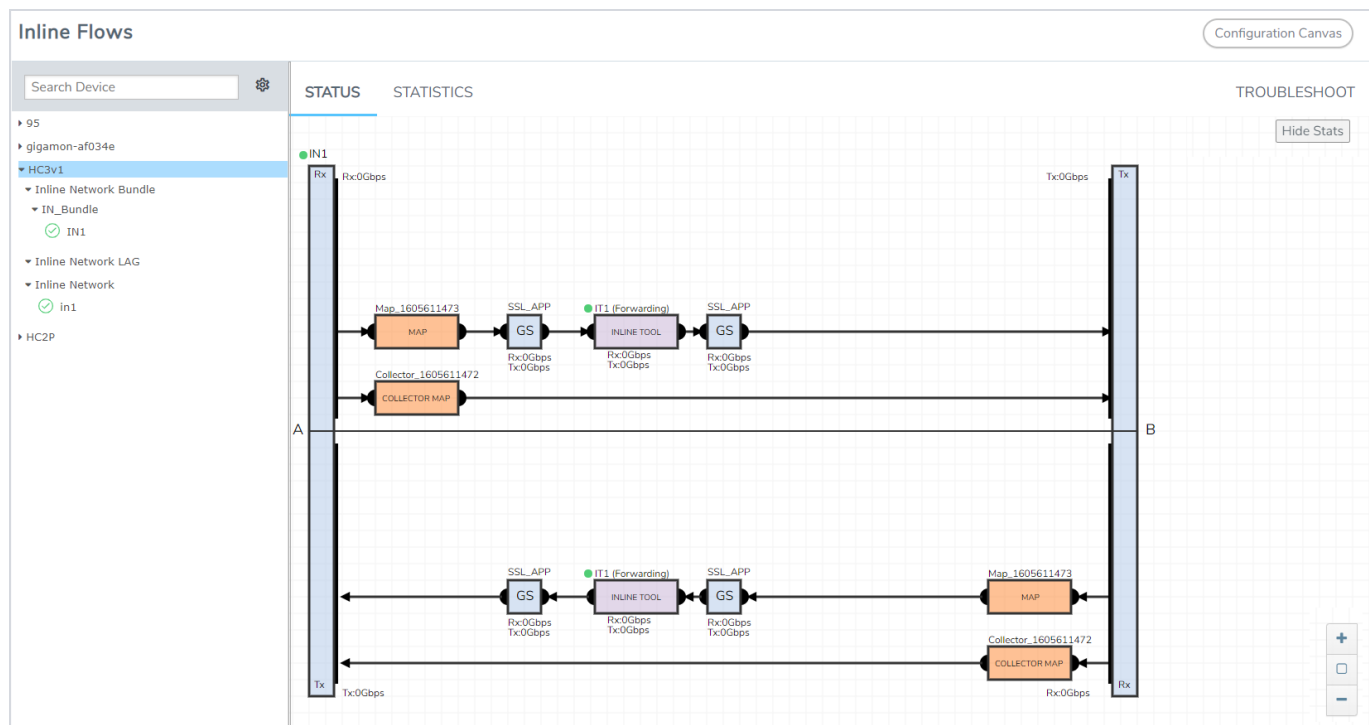 Inline Flows
Configuration Canvas
Search Device
STATUS
STATISTICS
TROUBLESHOOT
95
gigamon-af034e
HC3v1
Inline Network Bundle
IN_Bundle
IN1
Inline Network LAG
Inline Network
in1
HC2P
Hide Stats
IN1
Rx
Rx:0Gbps
Tx:0Gbps
Tx
Map_1605611473
SSL_APP
IT1 (Forwarding)
SSL_APP
MAP
GS
INLINE TOOL
GS
Rx:0Gbps
Tx:0Gbps
Rx:0Gbps
Tx:0Gbps
Rx:0Gbps
Tx:0Gbps
Collector_1605611472
COLLECTOR MAP
A
B
SSL_APP
IT1 (Forwarding)
SSL_APP
Map_1605611473
GS
INLINE TOOL
GS
MAP
Rx:0Gbps
Tx:0Gbps
Rx:0Gbps
Tx:0Gbps
Rx:0Gbps
Tx:0Gbps
Collector_1605611472
COLLECTOR MAP
Tx
Tx:0Gbps
Rx:0Gbps
Rx